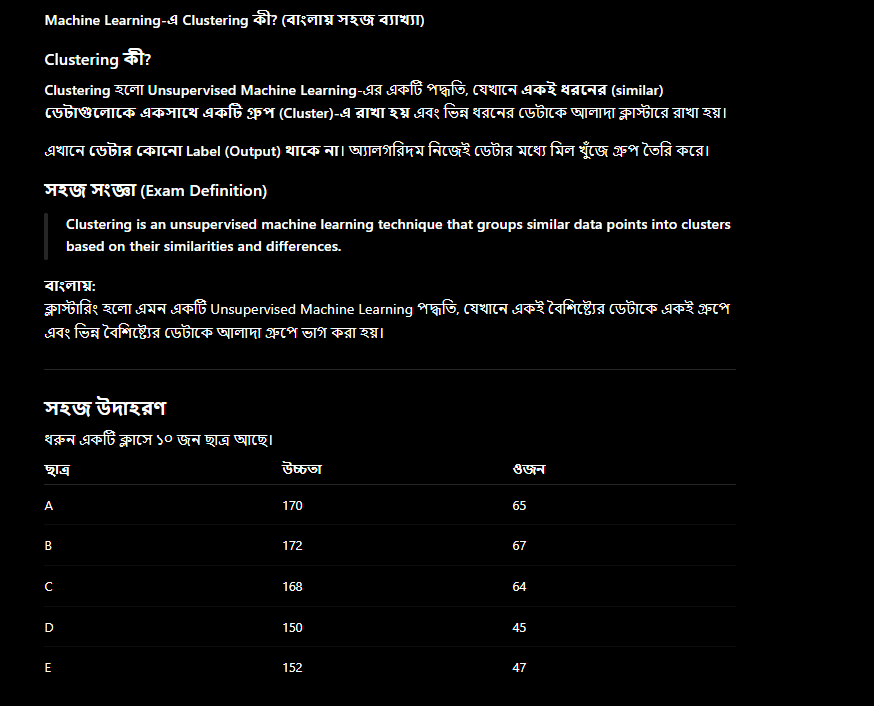 Machine Learning-এ Clustering কী? (বাংলায় সহজ ব্যাখ্যা)
Clustering কী?
Clustering হলো Unsupervised Machine Learning-এর একটি পদ্ধতি, যেখানে একই ধরনের (similar)
ডেটাগুলোকে একসাথে একটি গ্রুপ (Cluster)-এ রাখা হয় এবং ভিন্ন ধরনের ডেটাকে আলাদা ক্লাস্টারে রাখা হয়।
এখানে ডেটার কোনো Label (Output) থাকে না। অ্যালগরিদম নিজেই ডেটার মধ্যে মিল খুঁজে গ্রুপ তৈরি করে।
সহজ সংজ্ঞা (Exam Definition)
Clustering is an unsupervised machine learning technique that groups similar data points into clusters
based on their similarities and differences.
বাংলায়:
ক্লাস্টারিং হলো এমন একটি Unsupervised Machine Learning পদ্ধতি, যেখানে একই বৈশিষ্ট্যের ডেটাকে একই গ্রুপে
এবং ভিন্ন বৈশিষ্ট্যের ডেটাকে আলাদা গ্রুপে ভাগ করা হয়।
সহজ উদাহরণ
ধরুন একটি ক্লাসে ১০ জন ছাত্র আছে।
ছাত্র উচ্চতা ওজন
A 170 65
B 172 67
C 168 64
D 150 45
E 152 47